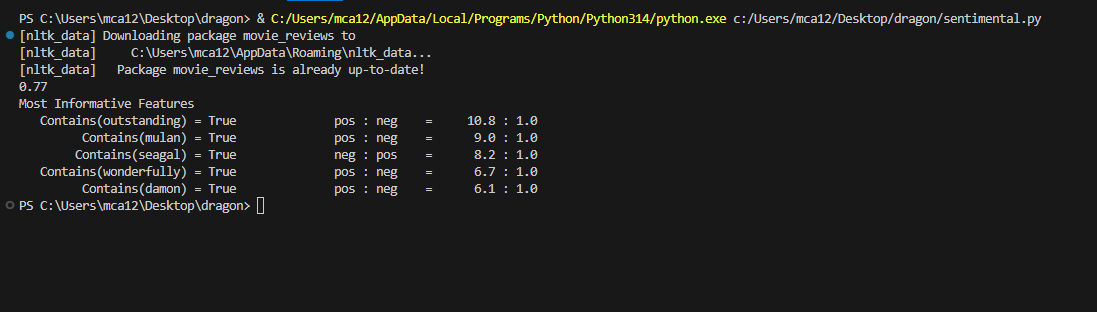 PS C:\Users\mca12\Desktop\dragon> & C:/Users/mca12/AppData/Local/Programs/Python/Python314/python.exe c:/Users/mca12/Desktop/dragon/sentimental.py
[nltk_data] Downloading package movie_reviews to
[nltk_data]     C:\Users\mca12\AppData\Roaming\nltk_data...
[nltk_data]   Package movie_reviews is already up-to-date!
0.77
Most Informative Features
   Contains(outstanding) = True              pos : neg    =     10.8 : 1.0
         Contains(mulan) = True              pos : neg    =      9.0 : 1.0
        Contains(seagal) = True              neg : pos    =      8.2 : 1.0
   Contains(wonderfully) = True              pos : neg    =      6.7 : 1.0
         Contains(damon) = True              pos : neg    =      6.1 : 1.0
PS C:\Users\mca12\Desktop\dragon>